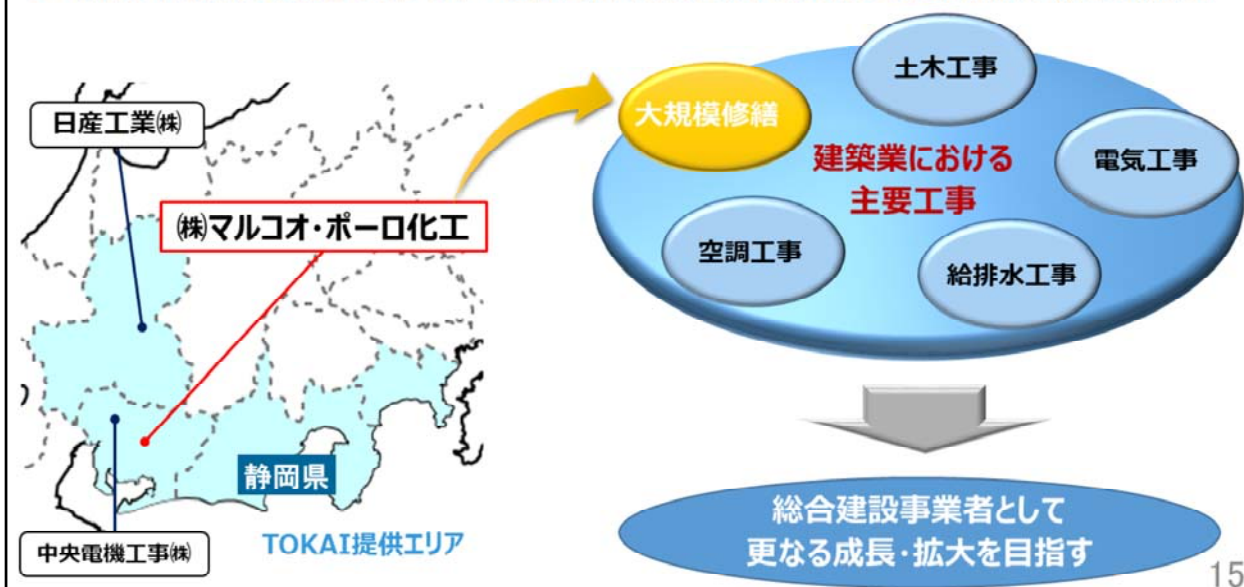 日産工業㈱
㈱マルコオ・ポーロ化工
静岡県
中央電機工事㈱
TOKAI提供エリア
土木工事
大規模修繕
電気工事
建築業における
主要工事
空調工事
給排水工事
総合建設事業者として
更なる成長・拡大を目指す
15